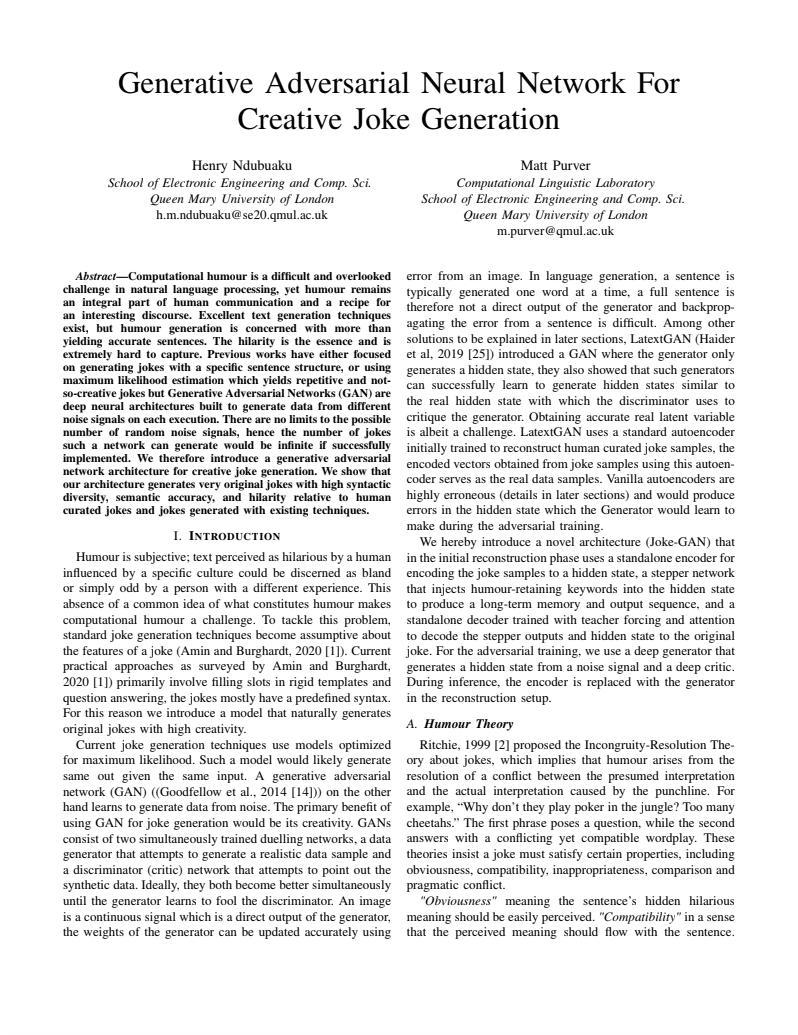 Generative Adversarial Neural Network For
Creative Joke Generation
Henry Ndubuaku
School of Electronic Engineering and Comp. Sci.
Queen Mary University of London
h.m.ndubuaku@se20.qmul.ac.uk
Matt Purver
Computational Linguistic Laboratory
School of Electronic Engineering and Comp. Sci.
Queen Mary University of London
m.purver@qmul.ac.uk
Abstract—Computational humour is a difficult and overlooked
challenge in natural language processing, yet humour remains
an integral part of human communication and a recipe for
an interesting discourse. Excellent text generation techniques
exist, but humour generation is concerned with more than
yielding accurate sentences. The hilarity is the essence and is
extremely hard to capture. Previous works have either focused
on generating jokes with a specific sentence structure, or using
maximum likelihood estimation which yields repetitive and not-
so-creative jokes but Generative Adversarial Networks (GAN) are
deep neural architectures built to generate data from different
noise signals on each execution. There are no limits to the possible
number of random noise signals, hence the number of jokes
such a network can generate would be infinite if successfully
implemented. We therefore introduce a generative adversarial
network architecture for creative joke generation. We show that
our architecture generates very original jokes with high syntactic
diversity, semantic accuracy, and hilarity relative to human
curated jokes and jokes generated with existing techniques.
I. INTRODUCTION
Humour is subjective; text perceived as hilarious by a human
influenced by a specific culture could be discerned as bland
or simply odd by a person with a different experience. This
absence of a common idea of what constitutes humour makes
computational humour a challenge. To tackle this problem,
standard joke generation techniques become assumptive about
the features of a joke (Amin and Burghardt, 2020 [1]). Current
practical approaches as surveyed by Amin and Burghardt,
2020 [1]) primarily involve filling slots in rigid templates and
question answering, the jokes mostly have a predefined syntax.
For this reason we introduce a model that naturally generates
original jokes with high creativity.
Current joke generation techniques use models optimized
for maximum likelihood. Such a model would likely generate
same out given the same input. A generative adversarial
network (GAN) ((Goodfellow et al., 2014 [14])) on the other
hand learns to generate data from noise. The primary benefit of
using GAN for joke generation would be its creativity. GANs
consist of two simultaneously trained duelling networks, a data
generator that attempts to generate a realistic data sample and
a discriminator (critic) network that attempts to point out the
synthetic data. Ideally, they both become better simultaneously
until the generator learns to fool the discriminator. An image
is a continuous signal which is a direct output of the generator,
the weights of the generator can be updated accurately using
error from an image. In language generation, a sentence is
typically generated one word at a time, a full sentence is
therefore not a direct output of the generator and backprop-
agating the error from a sentence is difficult. Among other
solutions to be explained in later sections, LatextGAN (Haider
et al, 2019 [25]) introduced a GAN where the generator only
generates a hidden state, they also showed that such generators
can successfully learn to generate hidden states similar to
the real hidden state with which the discriminator uses to
critique the generator. Obtaining accurate real latent variable
is albeit a challenge. LatexGAN uses a standard autoencoder
initially trained to reconstruct human curated joke samples, the
encoded vectors obtained from joke samples using this autoen-
coder serves as the real data samples. Vanilla autoencoders are
highly erroneous (details in later sections) and would produce
errors in the hidden state which the Generator would learn to
make during the adversarial training.
We hereby introduce a novel architecture (Joke-GAN) that
in the initial reconstruction phase uses a standalone encoder for
encoding the joke samples to a hidden state, a stepper network
that injects humour-retaining keywords into the hidden state
to produce a long-term memory and output sequence, and a
standalone decoder trained with teacher forcing and attention
to decode the stepper outputs and hidden state to the original
joke. For the adversarial training, we use a deep generator that
generates a hidden state from a noise signal and a deep critic.
During inference, the encoder is replaced with the generator
in the reconstruction setup.
A. Humour Theory
Ritchie, 1999 [2] proposed the Incongruity-Resolution The-
ory about jokes, which implies that humour arises from the
resolution of a conflict between the presumed interpretation
and the actual interpretation caused by the punchline. For
example, “Why don’t they play poker in the jungle? Too many
cheetahs.” The first phrase poses a question, while the second
answers with a conflicting yet compatible wordplay. These
theories insist a joke must satisfy certain properties, including
obviousness, compatibility, inappropriateness, comparison and
pragmatic conflict.
"Obviousness" meaning the sentence’s hidden hilarious
meaning should be easily perceived. "Compatibility" in a sense
that the perceived meaning should flow with the sentence.